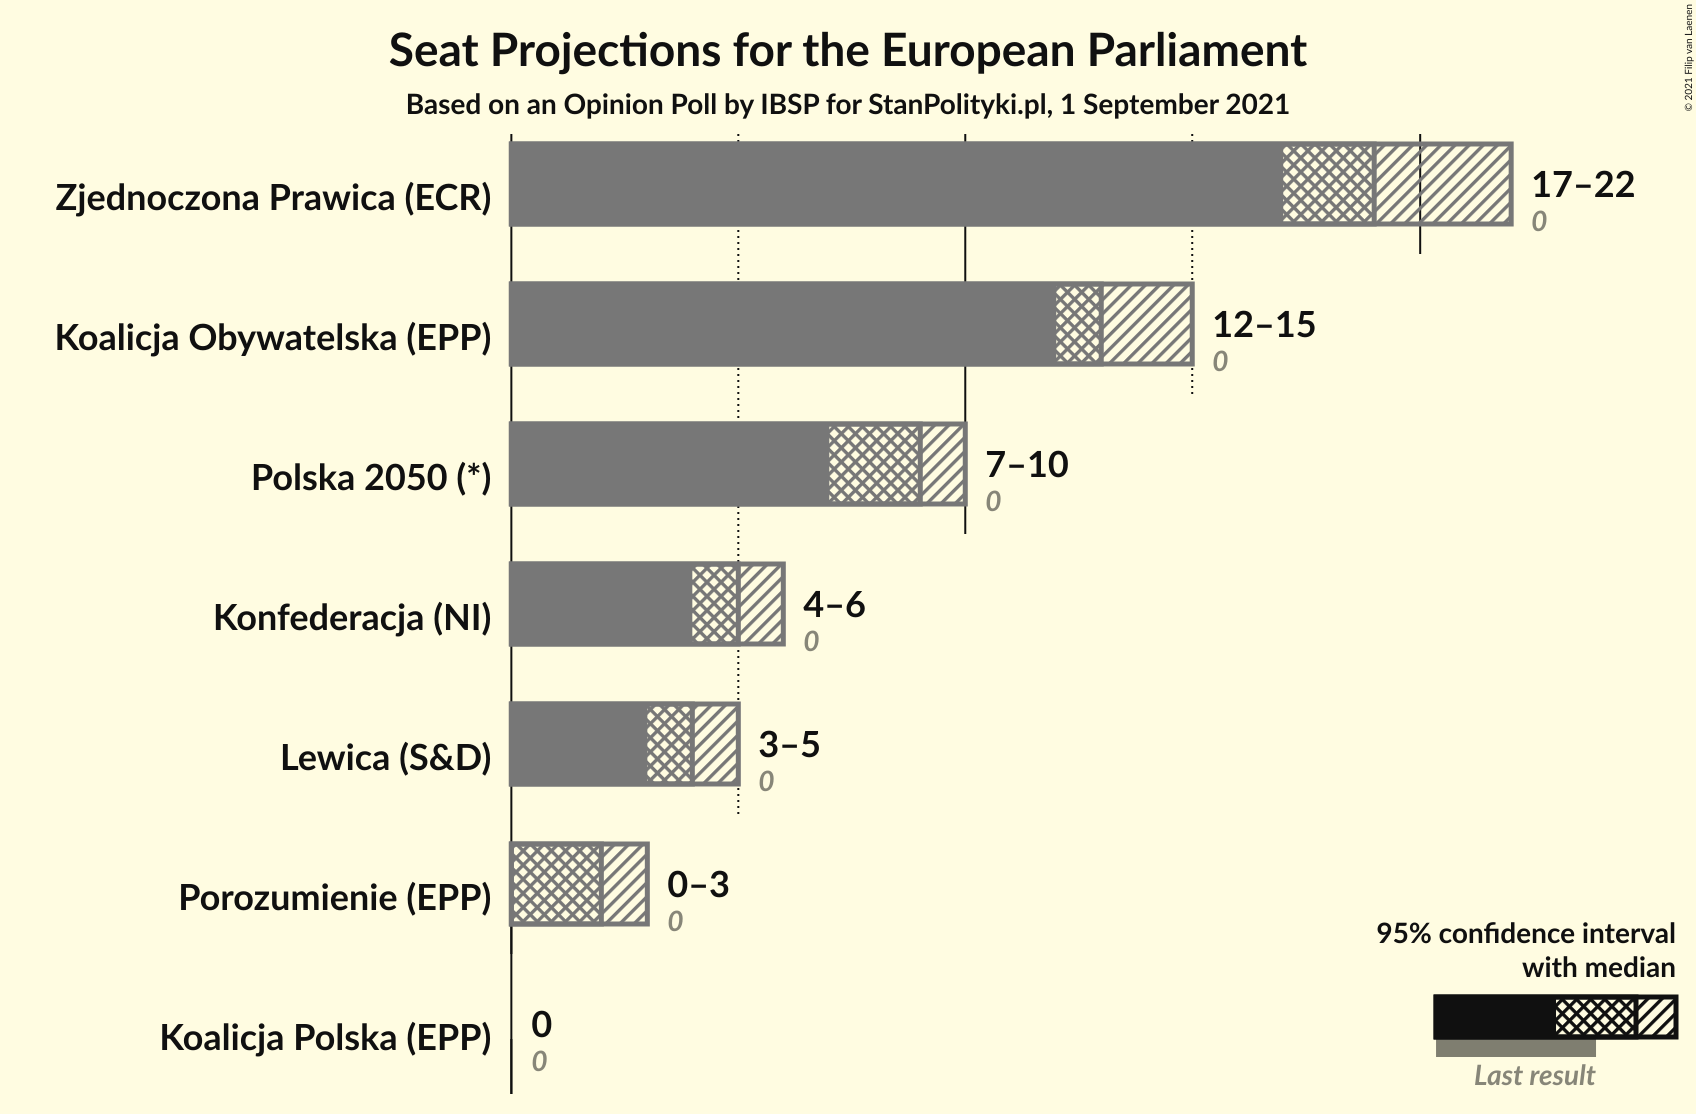 Seat Projections for the European Parliament
Based on an Opinion Poll by IBSP for StanPolityki.pl, 1 September 2021
© 2021 Filip van Laenen
Zjednoczona Prawica (ECR)
17–22
0
Koalicja Obywatelska (EPP)
12–15
0
Polska 2050 (*)
7–10
0
Konfederacja (NI)
4–6
0
Lewica (S&D)
3–5
0
Porozumienie (EPP)
0–3
0
Koalicja Polska (EPP)
0
0
95% confidence interval
with median
Last result